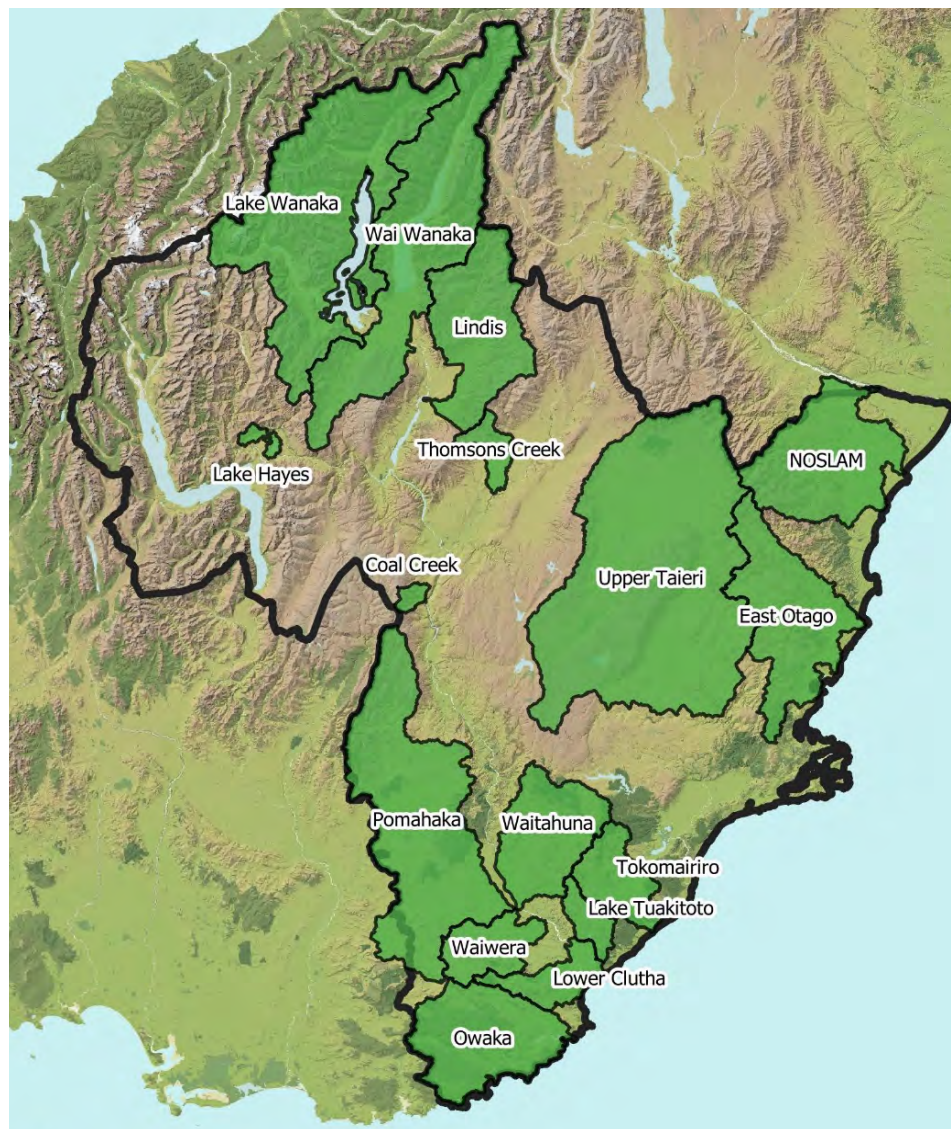 Lake Wanaka
Wai Wanaka
Lindis
Thomsons Creek
NOSLAM
Lake Hayes
Coal Creek
Upper Taieri
East Otago
Pomahaka
Waitahuna
Tokomairiro
Lake Tuakitoto
Waiwera
Lower Clutha
Owaka